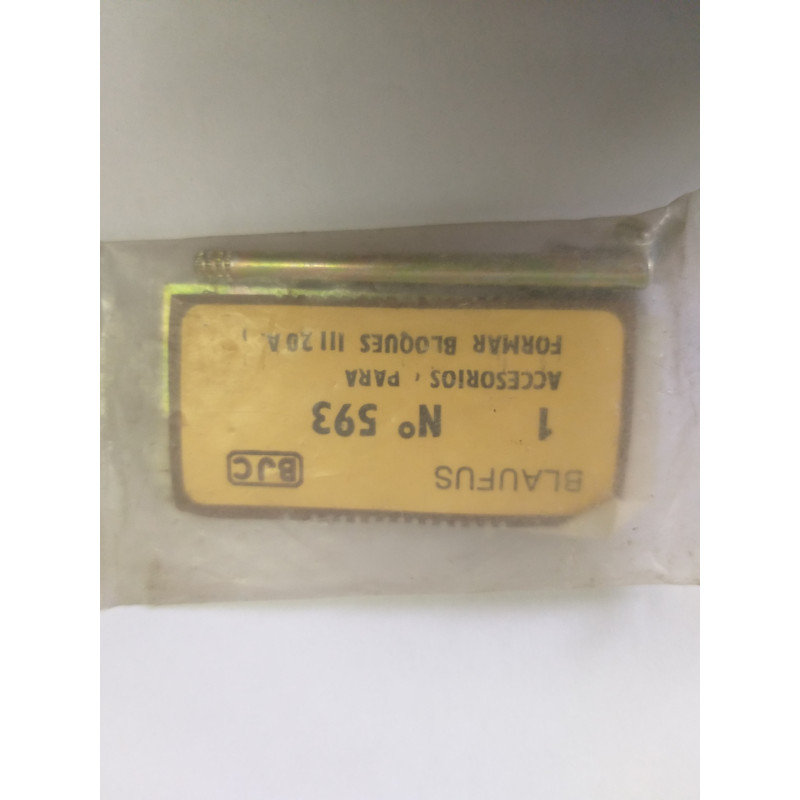 BLAUFUS BJC
1 Nº 593
ACCESORIOS PARA
FORMAR BLOQUES III 20 A.